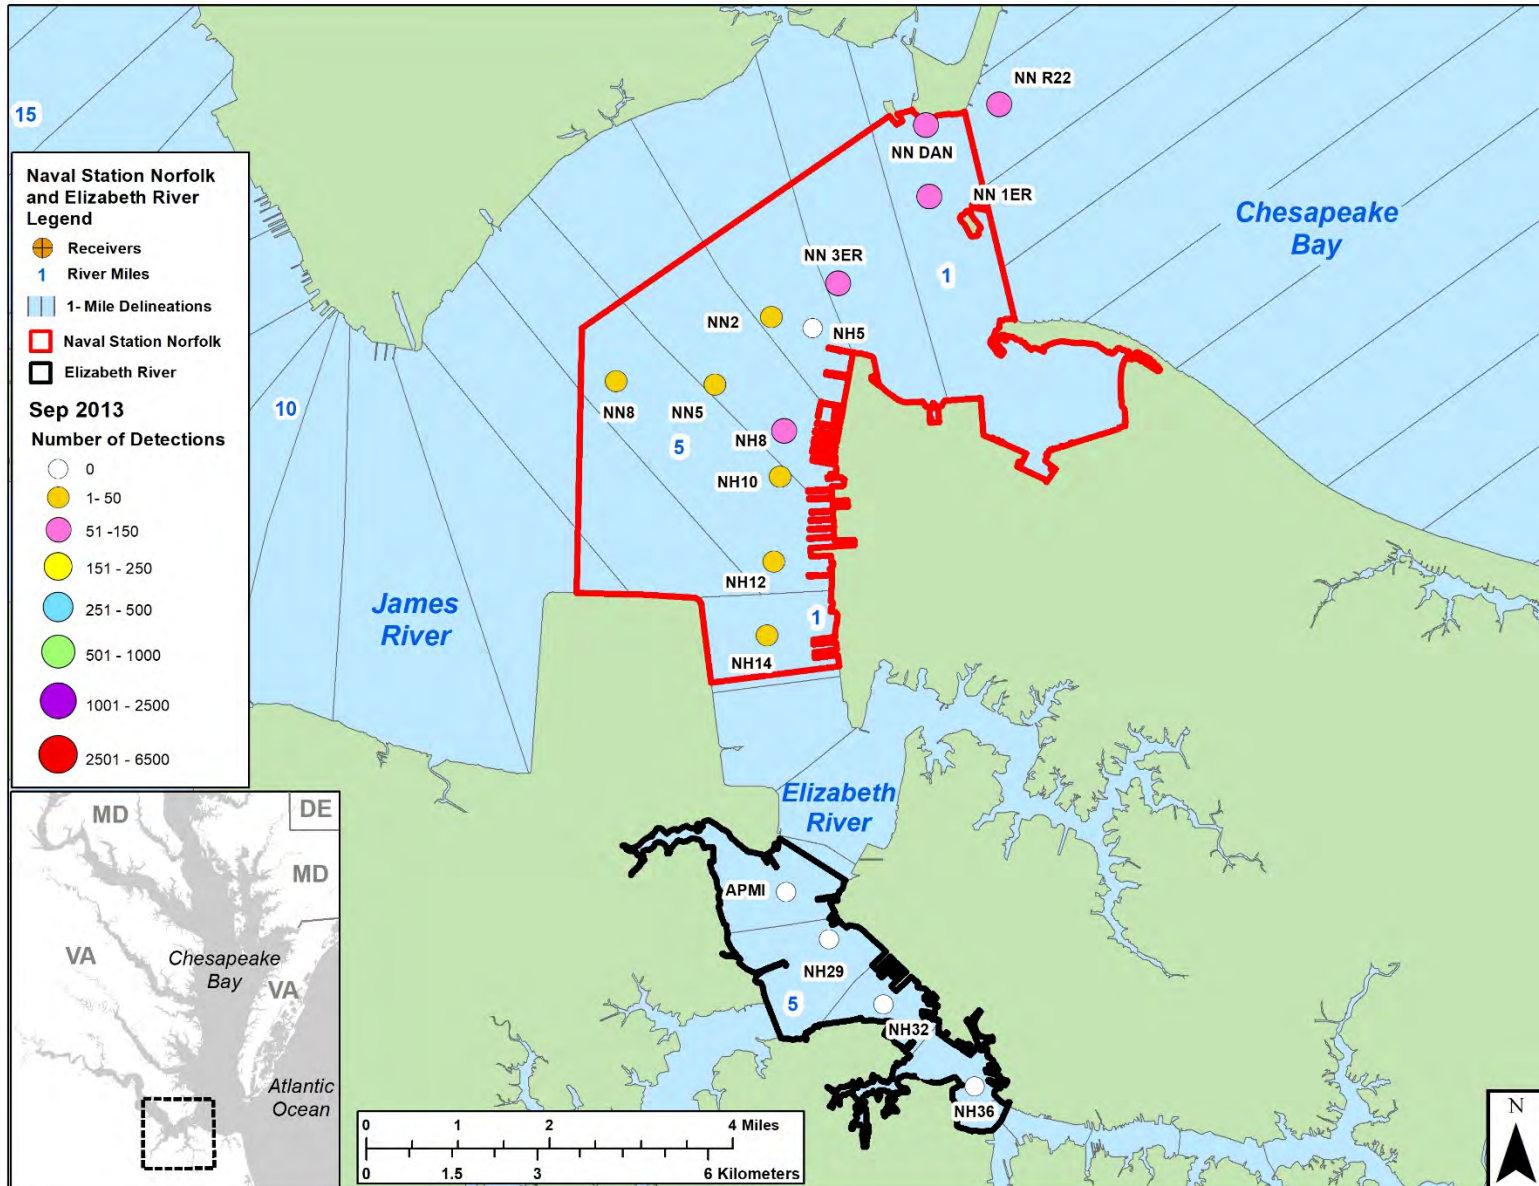 NN R22
15
NN DAN
Naval Station Norfolk
and Elizabeth River
Legend
Receivers
1 River Miles
1- Mile Delineations
Naval Station Norfolk
Elizabeth River
Sep 2013
Number of Detections
0
1- 50
51 -150
151 - 250
251 - 500
501 - 1000
1001 - 2500
2501 - 6500
NN 1ER
Chesapeake
Bay
NN 3ER
1
NN2
NH5
NN8
NN5
10
NH8
5
NH10
NH12
James
River
1
NH14
Elizabeth
River
APMI
NH29
5
NH32
NH36
MD
DE
MD
VA
Chesapeake
Bay
VA
Atlantic
Ocean
0 1 2 4 Miles
0 1.5 3 6 Kilometers
N